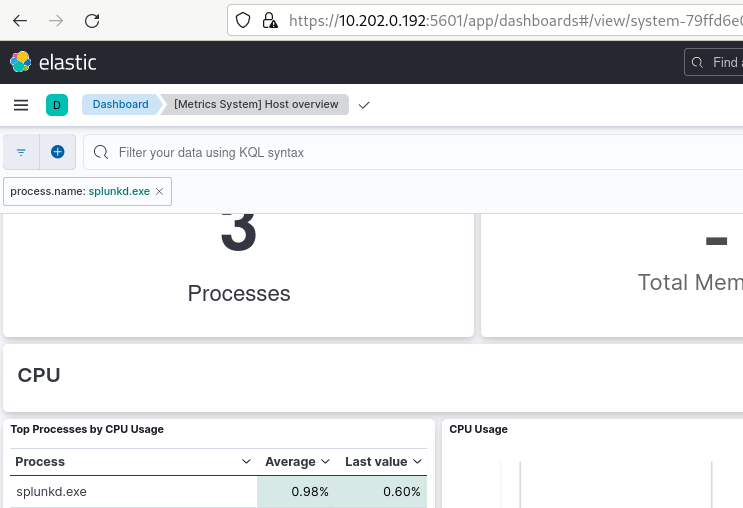 https://10.202.0.192:5601/app/dashboards#/view/system-79ffd6e
elastic
Find
D
Dashboard
[Metrics System] Host overview
Filter your data using KQL syntax
process.name: splunkd.exe ×
3
Processes
-
Total Mem
CPU
Top Processes by CPU Usage
CPU Usage
Process Average Last value
splunkd.exe 0.98% 0.60%